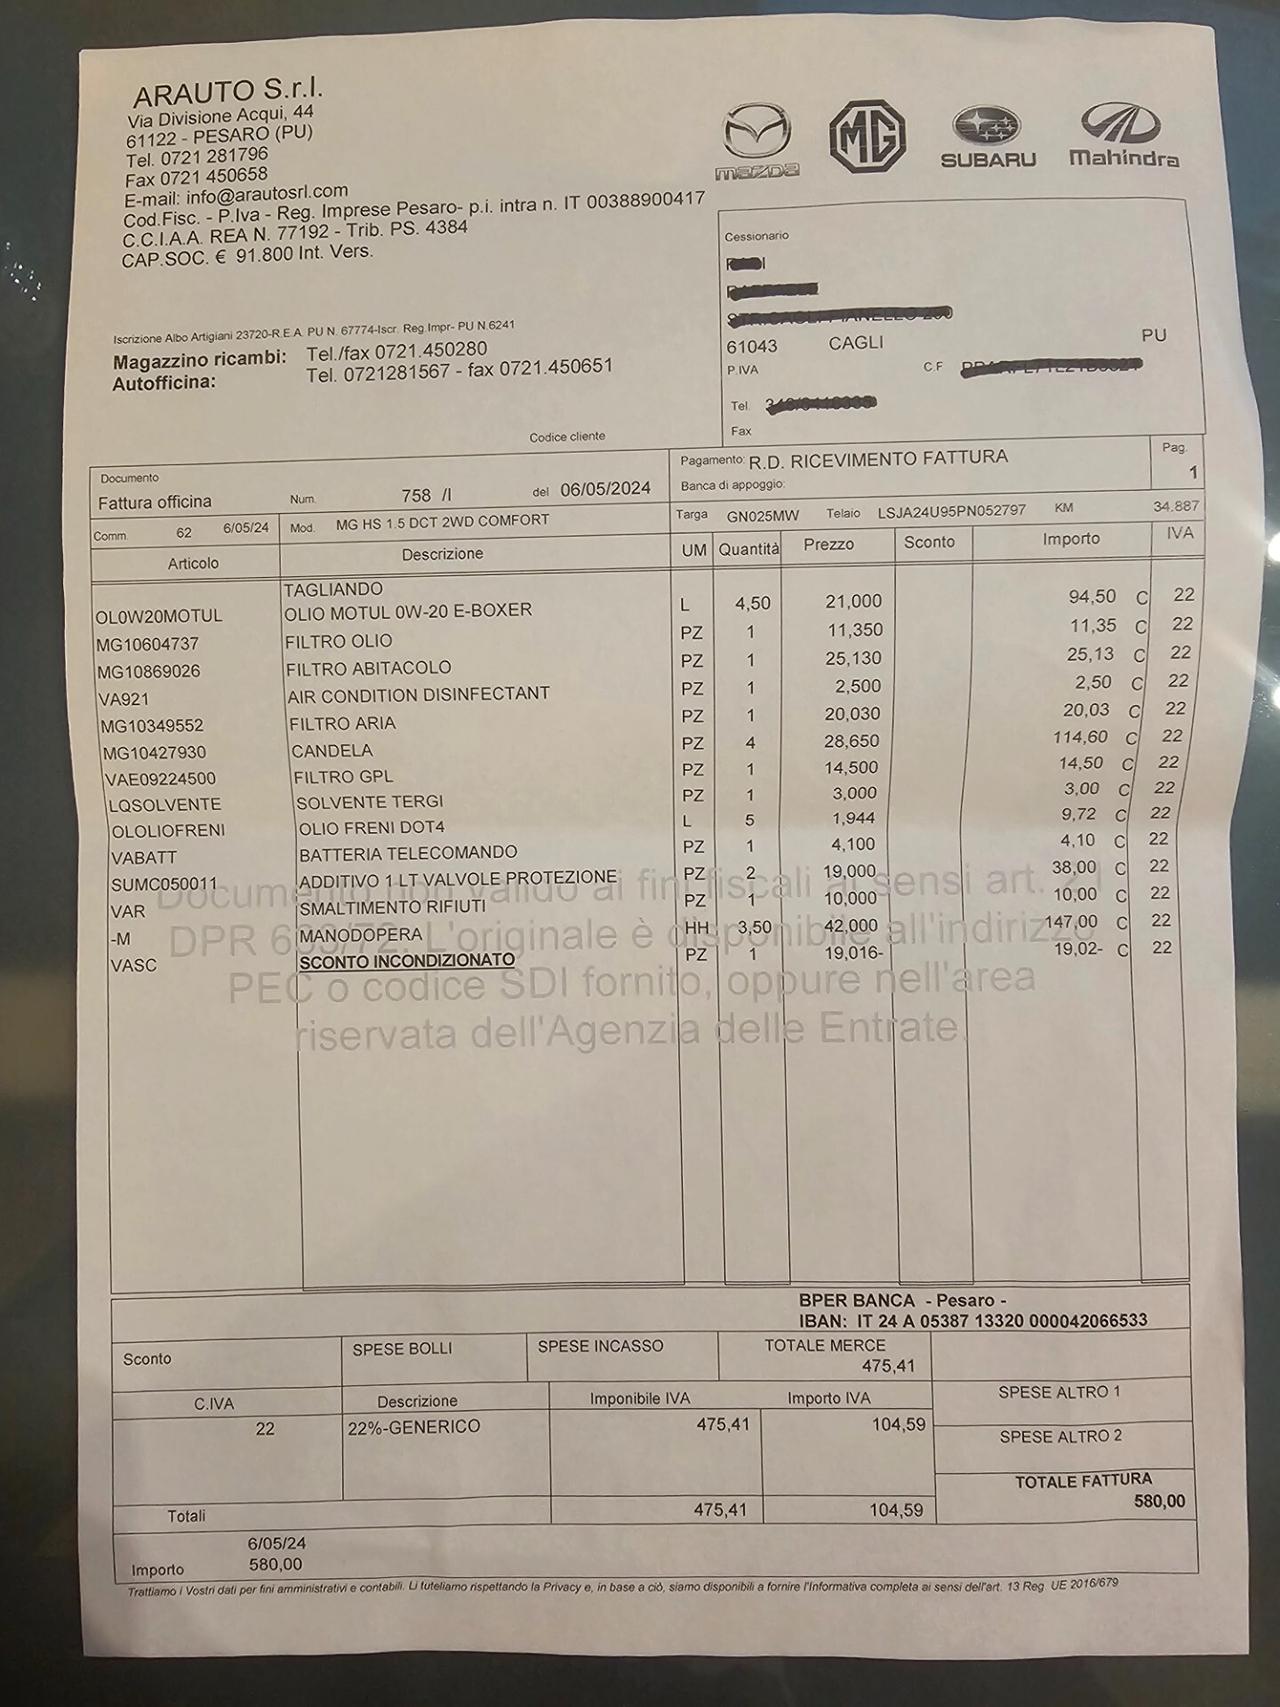 ARAUTO S.r.l.
Via Divisione Acqui, 44
61122 - PESARO (PU)
Tel. 0721 281796
Fax 0721 450658
E-mail: info@arautosrl.com
Cod.Fisc. - P.Iva - Reg. Imprese Pesaro- p.i. intra n. IT 00388900417
C.C.I.A.A. REA N. 77192 - Trib. PS. 4384
CAP.SOC. € 91.800 Int. Vers.
mazda MG SUBARU Mahindra
Iscrizione Albo Artigiani 23720-R.E.A. PU N. 67774-Iscr. Reg.Impr- PU N.6241
Magazzino ricambi: Tel./fax 0721.450280
Autofficina: Tel. 0721281567 - fax 0721.450651
Cessionario
61043 CAGLI PU
P.IVA C.F
Tel.
Fax
Codice cliente
Documento
Fattura officina Num. 758 /I del 06/05/2024
Pagamento: R.D. RICEVIMENTO FATTURA
Banca di appoggio:
Pag.
1
Comm. 62 6/05/24 Mod. MG HS 1.5 DCT 2WD COMFORT Targa GN025MW Telaio LSJA24U95PN052797 KM 34.887
Articolo Descrizione UM Quantità Prezzo Sconto Importo IVA
TAGLIANDO
OL0W20MOTUL OLIO MOTUL 0W-20 E-BOXER L 4,50 21,000 94,50 C 22
MG10604737 FILTRO OLIO PZ 1 11,350 11,35 C 22
MG10869026 FILTRO ABITACOLO PZ 1 25,130 25,13 C 22
VA921 AIR CONDITION DISINFECTANT PZ 1 2,500 2,50 C 22
MG10349552 FILTRO ARIA PZ 1 20,030 20,03 C 22
MG10427930 CANDELA PZ 4 28,650 114,60 C 22
VAE09224500 FILTRO GPL PZ 1 14,500 14,50 C 22
LQSOLVENTE SOLVENTE TERGI PZ 1 3,000 3,00 C 22
OLOLIOFRENI OLIO FRENI DOT4 L 5 1,944 9,72 C 22
VABATT BATTERIA TELECOMANDO PZ 1 4,100 4,10 C 22
SUMC050011 ADDITIVO 1 LT VALVOLE PROTEZIONE PZ 2 19,000 38,00 C 22
VAR SMALTIMENTO RIFIUTI PZ 1 10,000 10,00 C 22
-M MANODOPERA HH 3,50 42,000 147,00 C 22
VASC SCONTO INCONDIZIONATO PZ 1 19,016- 19,02- C 22
Documento non valido ai fini fiscali ai sensi art. 21
DPR 633/72. L'originale è disponibile all'indirizzo
PEC o codice SDI fornito, oppure nell'area
riservata dell'Agenzia delle Entrate.
BPER BANCA - Pesaro -
IBAN: IT 24 A 05387 13320 000042066533
Sconto SPESE BOLLI SPESE INCASSO TOTALE MERCE
475,41
C.IVA Descrizione Imponibile IVA Importo IVA SPESE ALTRO 1
22 22%-GENERICO 475,41 104,59
SPESE ALTRO 2
TOTALE FATTURA
580,00
Totali 475,41 104,59
6/05/24
Importo 580,00
Trattiamo i Vostri dati per fini amministrativi e contabili. Li tuteliamo rispettando la Privacy e, in base a ciò, siamo disponibili a fornire l'Informativa completa ai sensi dell'art. 13 Reg. UE 2016/679